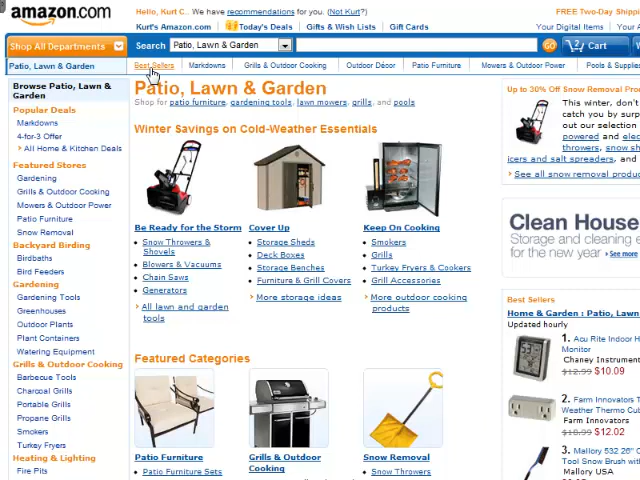 amazon.com
Hello, Kurt C.. We have recommendations for you. (Not Kurt?)
FREE Two-Day
Kurt's Amazon.com
Today's Deals
Gifts & Wish Lists
Gift Cards
Your Digital Items
Shop All Departments
Search
Patio, Lawn & Garden
GO
Cart
Patio, Lawn & Garden
Best Sellers
Markdowns
Grills & Outdoor Cooking
Outdoor Décor
Patio Furniture
Mowers & Outdoor Power
Pools & Supplies
Browse Patio, Lawn &
Garden
Popular Deals
Markdowns
4-for-3 Offer
› All Home & Kitchen Deals
Featured Stores
Gardening
Grills & Outdoor Cooking
Mowers & Outdoor Power
Patio Furniture
Snow Removal
Backyard Birding
Birdbaths
Bird Feeders
Gardening
Gardening Tools
Greenhouses
Outdoor Plants
Plant Containers
Watering Equipment
Grills & Outdoor Cooking
Barbecue Tools
Charcoal Grills
Portable Grills
Propane Grills
Smokers
Turkey Fryers
Heating & Lighting
Fire Pits
Patio, Lawn & Garden
Shop for patio furniture, gardening tools, lawn mowers, grills, and pools
Winter Savings on Cold-Weather Essentials
Be Ready for the Storm
• Snow Throwers &
Shovels
• Blowers & Vacuums
• Chain Saws
• Generators
› All lawn and garden
tools
Cover Up
• Storage Sheds
• Deck Boxes
• Storage Benches
• Furniture & Grill Covers
› More storage ideas
Keep On Cooking
• Smokers
• Grills
• Turkey Fryers & Cookers
• Grill Accessories
› More outdoor cooking
products
Featured Categories
Patio Furniture
• Patio Furniture Sets
Grills & Outdoor
Cooking
Snow Removal
• Snow Throwers
Up to 30% Off Snow Removal
This winter, don't
catch you by surp
out our selection
powered and elec
throwers, snow sh
icers and salt spreaders, and
› See all snow removal produc
Clean House
Storage and cleaning e
for the new year
› See more
Best Sellers
Home & Garden : Patio, Lawn
Updated hourly
1. Acu Rite Indoor H
Monitor
Chaney Instrument
$12.99 $10.09
2. Farm Innovators T
Weather Thermo Cub
Farm Innovators
$18.99 $12.02
3. Mallory 532 26" C
Tool Snow Brush wit
Mallory USA